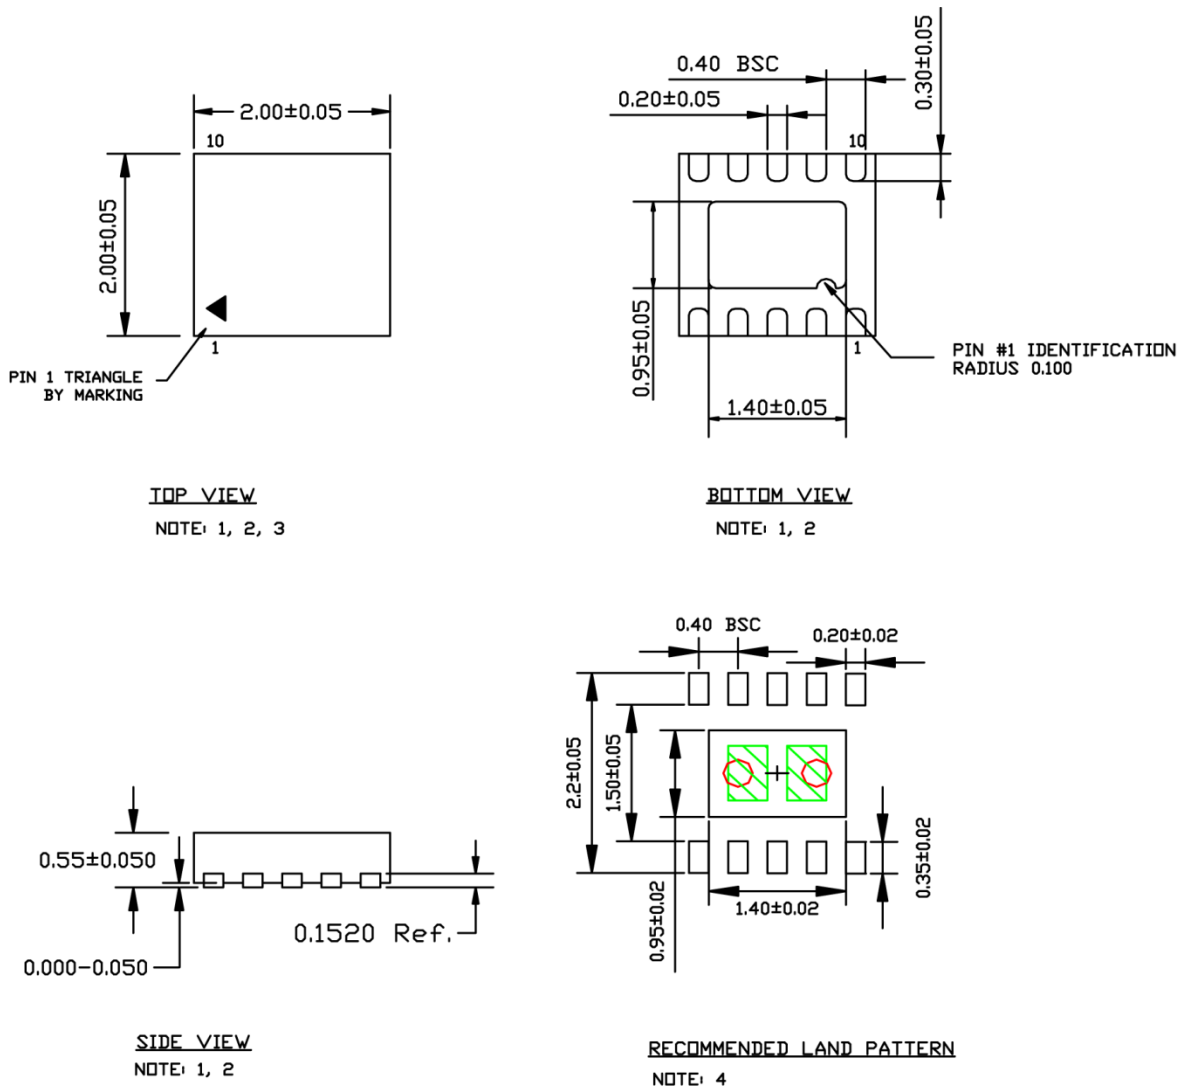 2.00±0.05
10
2.00±0.05
1
PIN 1 TRIANGLE
BY MARKING
TOP VIEW
NOTE: 1, 2, 3
0.40 BSC
0.20±0.05
0.30±0.05
10
0.95±0.05
1
PIN #1 IDENTIFICATION
RADIUS 0.100
1.40±0.05
BOTTOM VIEW
NOTE: 1, 2
0.55±0.050
0.1520 Ref.
0.000-0.050
SIDE VIEW
NOTE: 1, 2
0.40 BSC
0.20±0.02
2.2±0.05
1.50±0.05
0.35±0.02
0.95±0.02
1.40±0.02
RECOMMENDED LAND PATTERN
NOTE: 4